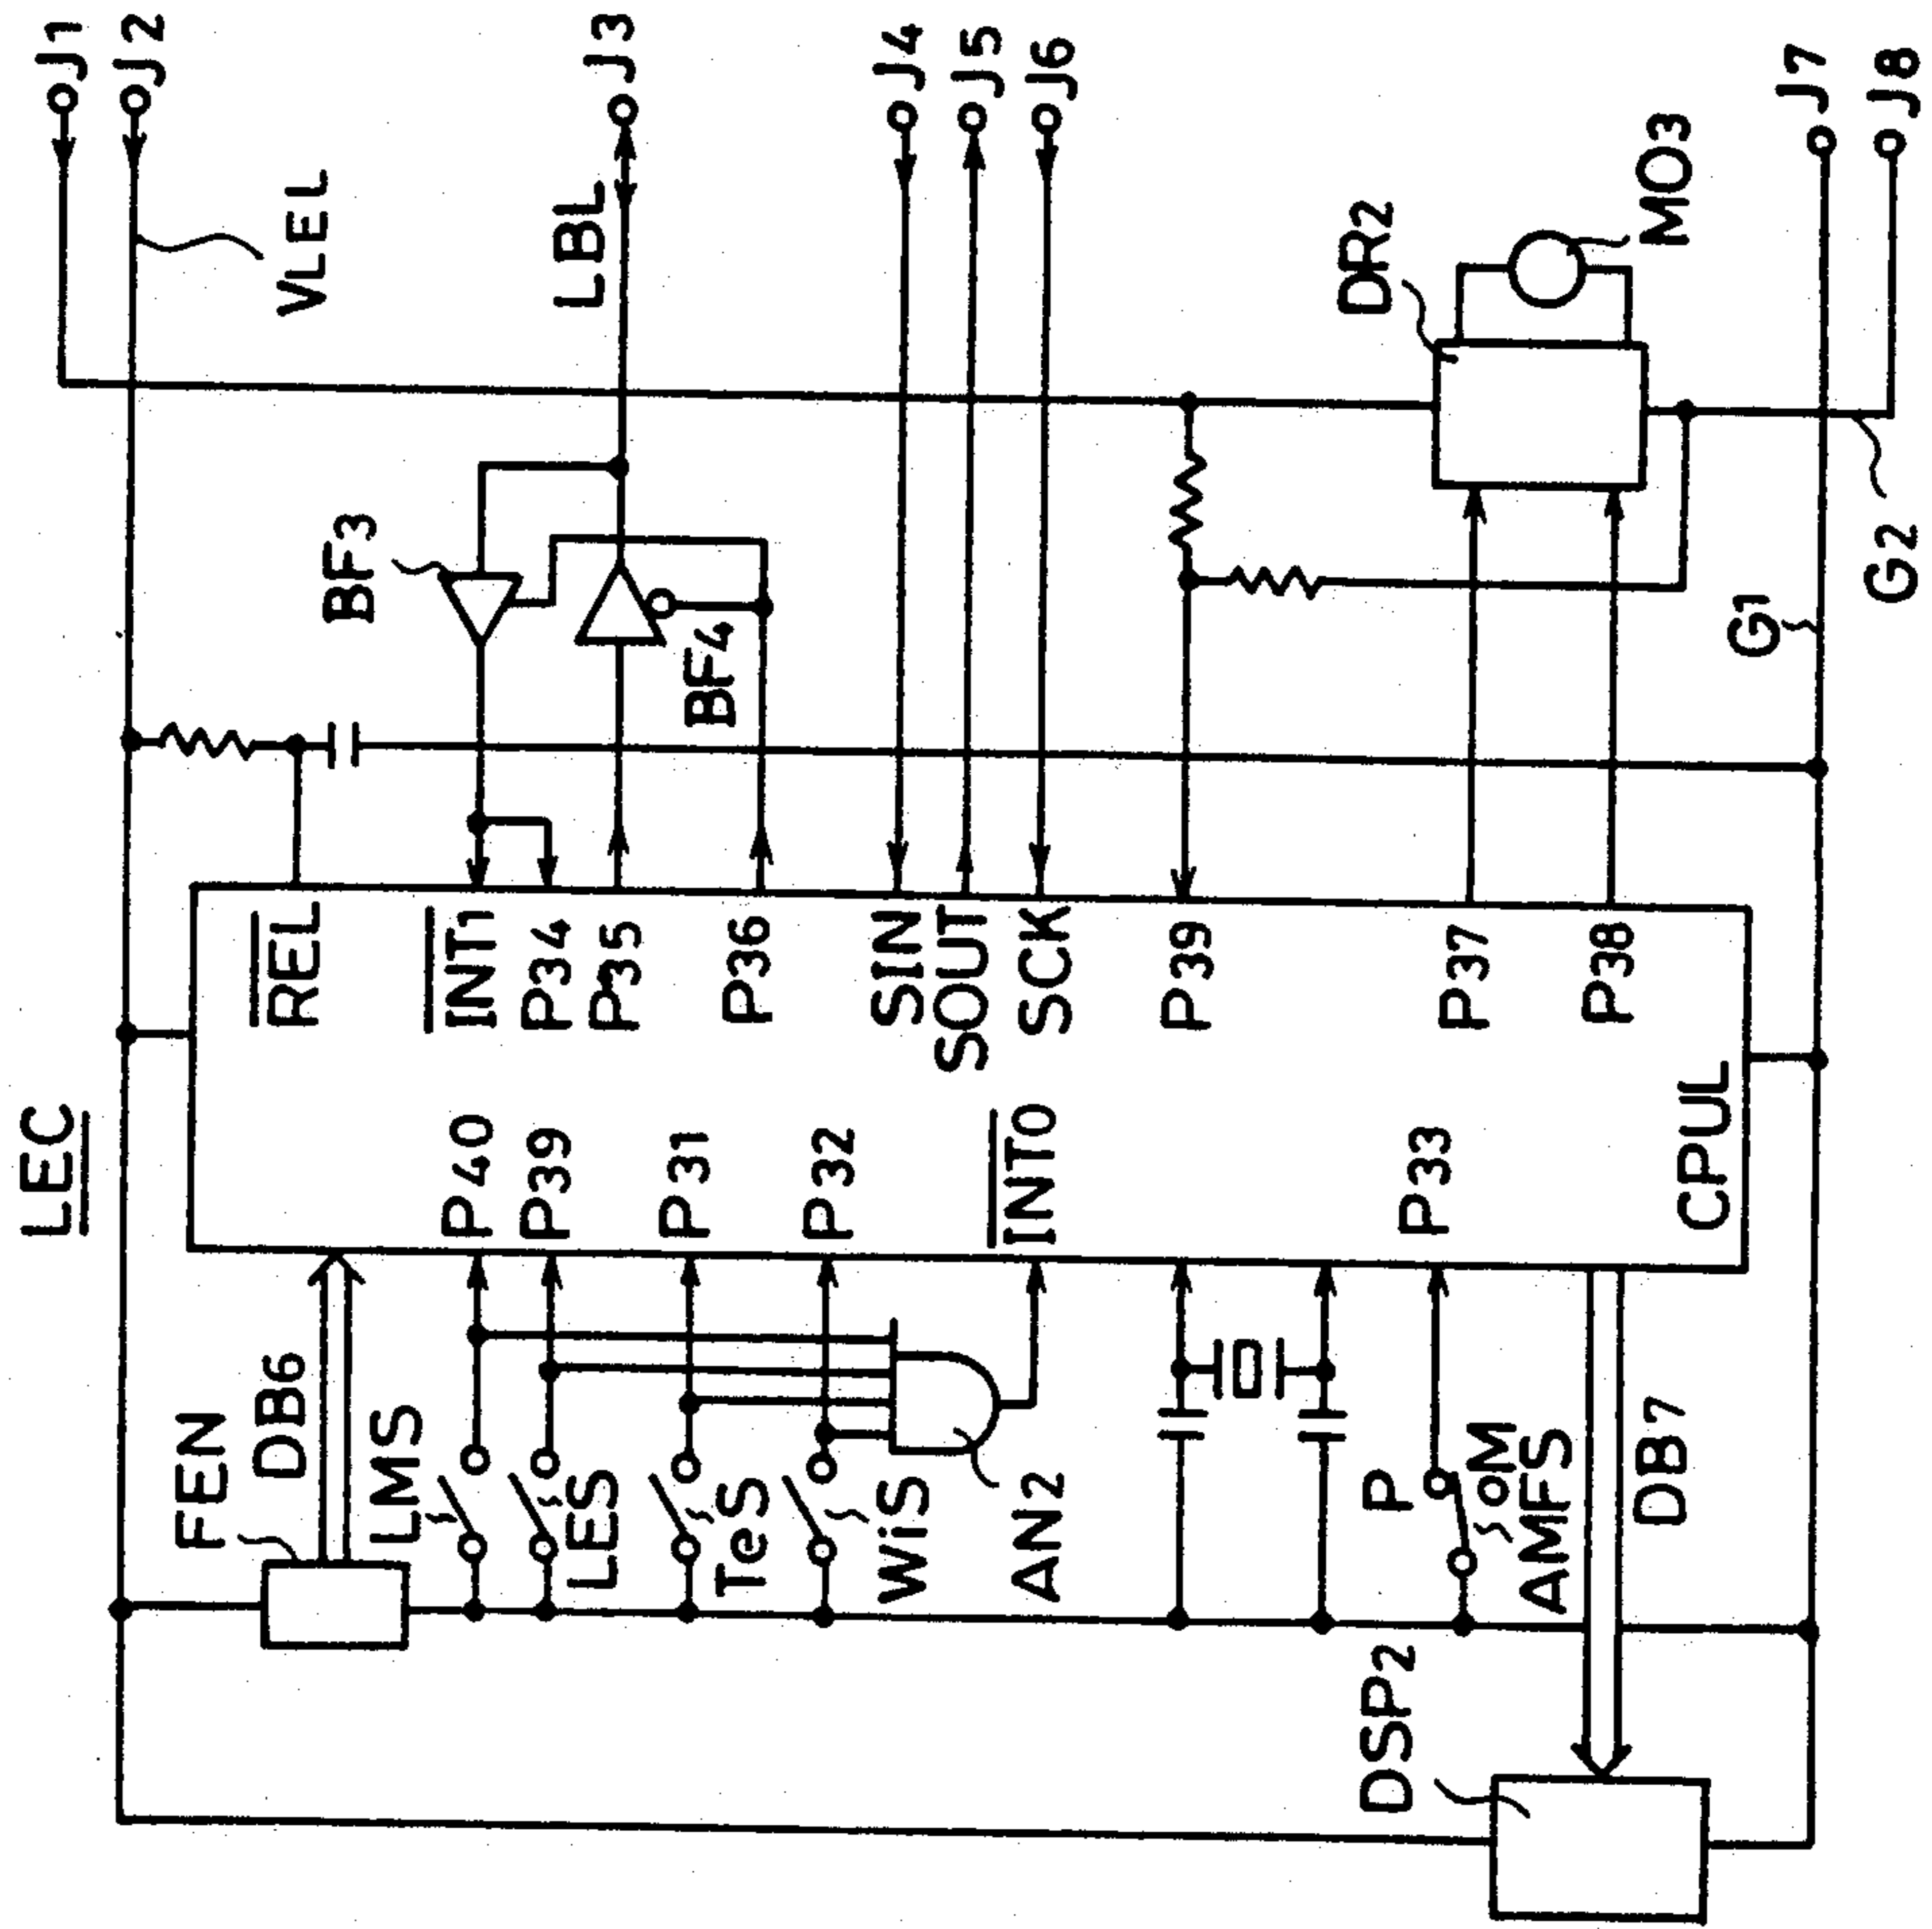 LEC
J1
J2
VLEL
J3
LBL
J4
J5
J6
J7
J8
BF3
BF4
DR2
MO3
G1
G2
REL
INT1
P34
P35
P36
SIN
SOUT
SCK
P39
P37
P38
P40
P39
P31
P32
INT0
P33
CPUL
FEN
DB6
LMS
LES
TeS
WiS
AN2
P
M
AMFS
DB7
DSP2